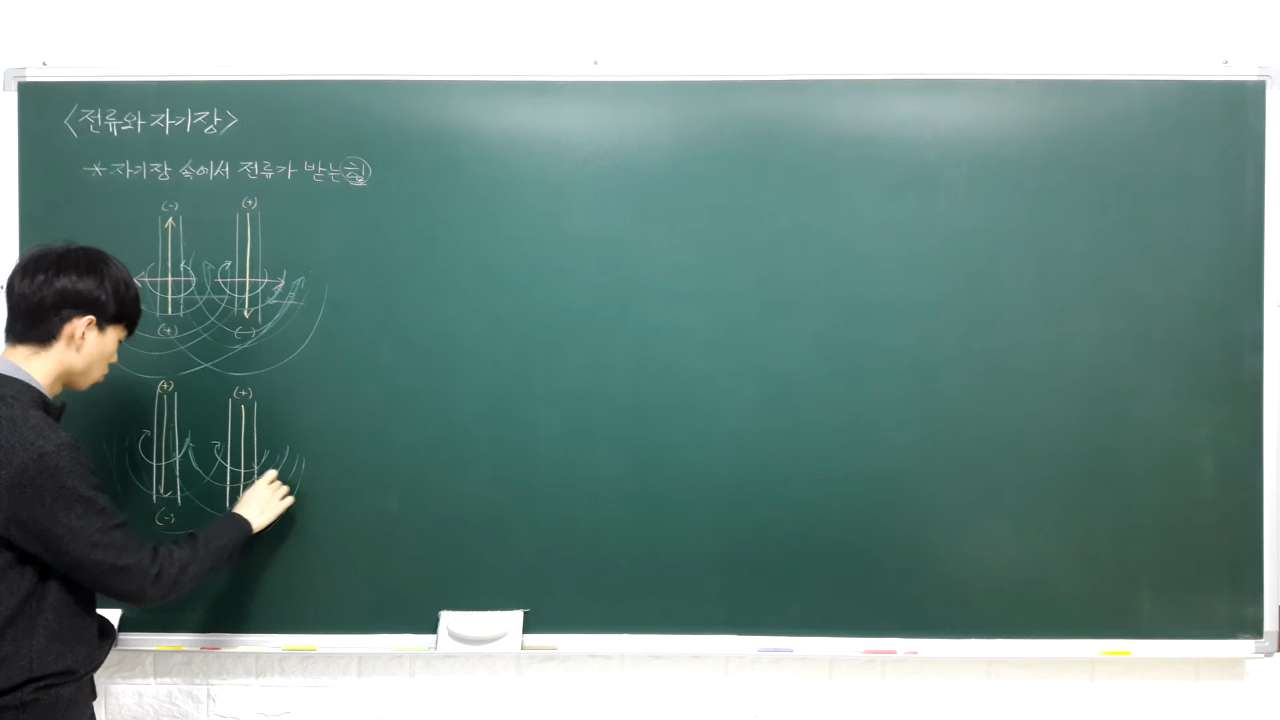 <전류와 자기장>
* 자기장 속에서 전류가 받는 힘
(-) (+)
(+) (-)
(+) (+)
(-)